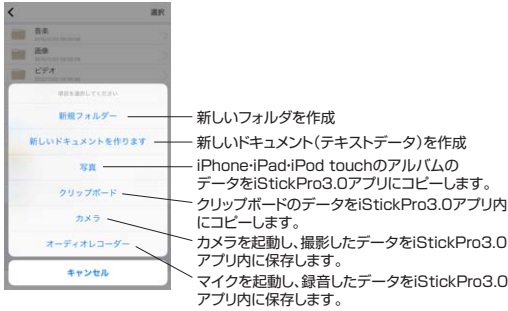 選択
音楽
画像
ビデオ
項目を選択してください
新規フォルダー
新しいドキュメントを作ります
写真
クリップボード
カメラ
オーディオレコーダー
キャンセル
新しいフォルダを作成
新しいドキュメント(テキストデータ)を作成
iPhone・iPad・iPod touchのアルバムの
データをiStickPro3.0アプリにコピーします。
クリップボードのデータをiStickPro3.0アプリ内
にコピーします。
カメラを起動し、撮影したデータをiStickPro3.0
アプリ内に保存します。
マイクを起動し、録音したデータをiStickPro3.0
アプリ内に保存します。